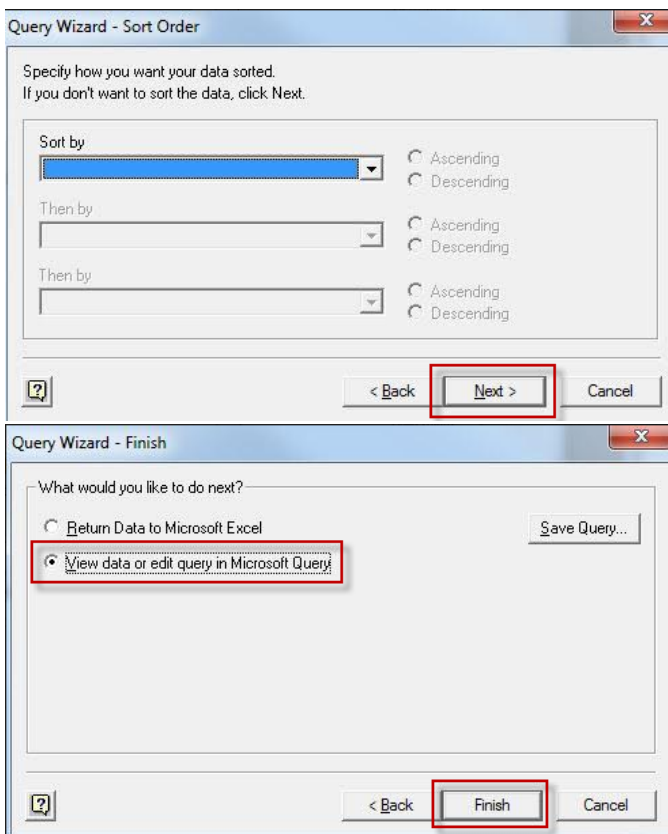 Query Wizard - Sort Order
Specify how you want your data sorted.
If you don't want to sort the data, click Next.
Sort by
Ascending
Descending
Then by
Ascending
Descending
Then by
Ascending
Descending
? < Back Next > Cancel
Query Wizard - Finish
What would you like to do next?
Return Data to Microsoft Excel Save Query...
View data or edit query in Microsoft Query
? < Back Finish Cancel